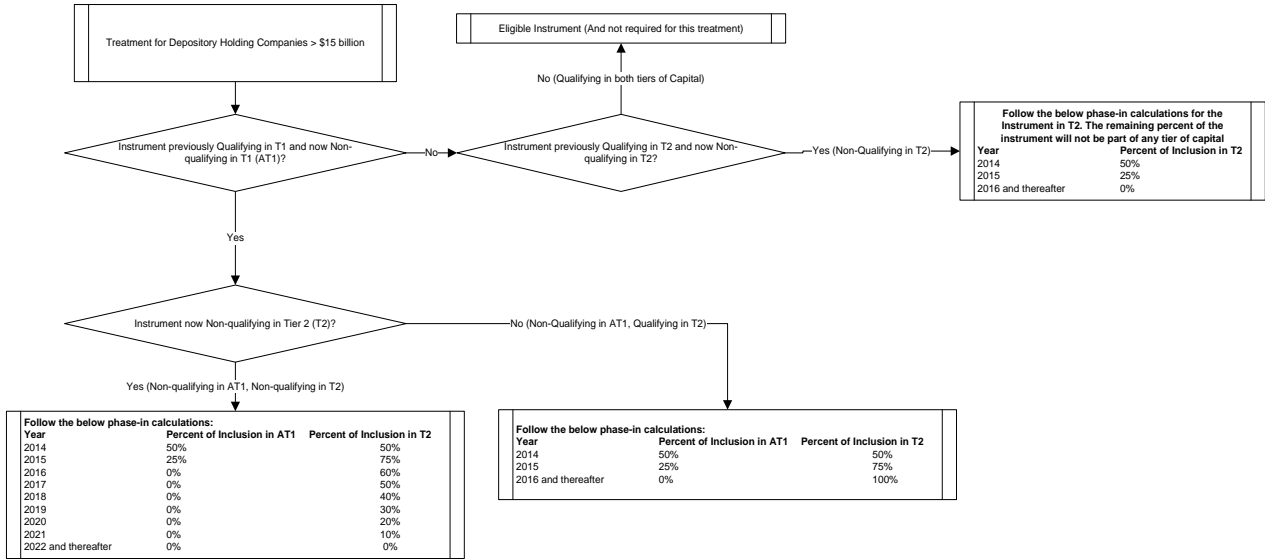 Treatment for Depository Holding Companies > $15 billion
Eligible Instrument (And not required for this treatment)
No (Qualifying in both tiers of Capital)
Instrument previously Qualifying in T1 and now Non-
qualifying in T1 (AT1)?
No
Instrument previously Qualifying in T2 and now Non-
qualifying in T2?
Yes (Non-Qualifying in T2)
Follow the below phase-in calculations for the
Instrument in T2. The remaining percent of the
instrument will not be part of any tier of capital
Year Percent of Inclusion in T2
2014 50%
2015 25%
2016 and thereafter 0%
Yes
Instrument now Non-qualifying in Tier 2 (T2)?
No (Non-Qualifying in AT1, Qualifying in T2)
Yes (Non-qualifying in AT1, Non-qualifying in T2)
Follow the below phase-in calculations:
Year Percent of Inclusion in AT1 Percent of Inclusion in T2
2014 50% 50%
2015 25% 75%
2016 0% 60%
2017 0% 50%
2018 0% 40%
2019 0% 30%
2020 0% 20%
2021 0% 10%
2022 and thereafter 0% 0%
Follow the below phase-in calculations:
Year Percent of Inclusion in AT1 Percent of Inclusion in T2
2014 50% 50%
2015 25% 75%
2016 and thereafter 0% 100%